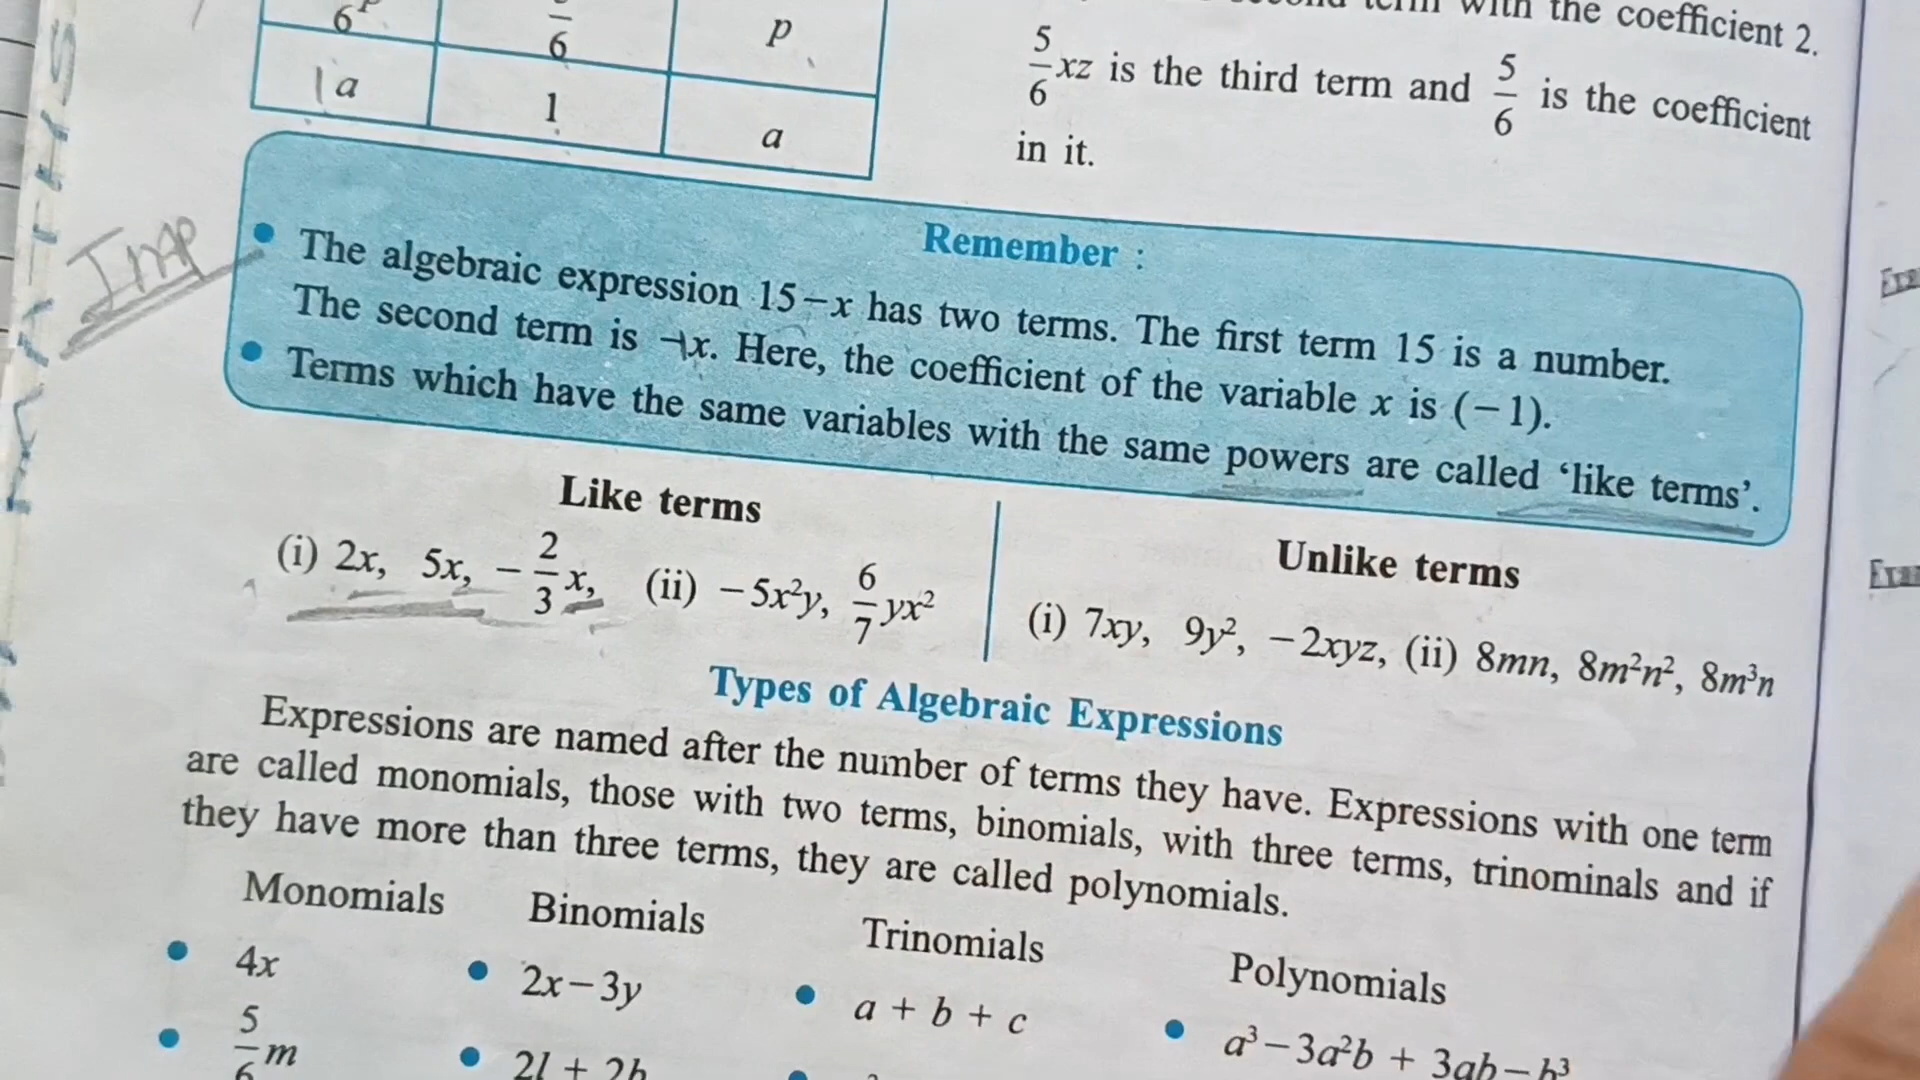 6 p 6 p
1a 1 a
term with the coefficient 2.
5/6 xz is the third term and 5/6 is the coefficient
in it.
MATHS
Imp
Remember :
• The algebraic expression 15−x has two terms. The first term 15 is a number.
The second term is −1x. Here, the coefficient of the variable x is (−1).
• Terms which have the same variables with the same powers are called ‘like terms’.
Like terms
(i) 2x, 5x, −2/3 x, (ii) −5x²y, 6/7 yx²
Unlike terms
(i) 7xy, 9y², −2xyz, (ii) 8mn, 8m²n², 8m³n
Types of Algebraic Expressions
Expressions are named after the number of terms they have. Expressions with one term
are called monomials, those with two terms, binomials, with three terms, trinominals and if
they have more than three terms, they are called polynomials.
Monomials Binomials Trinomials Polynomials
• 4x • 2x−3y • a + b + c • a³−3a²b + 3ab−b³
• 5/6 m • 2l + 2b